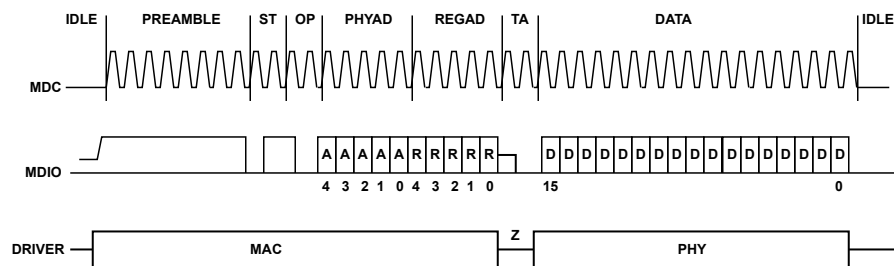 IDLE PREAMBLE ST OP PHYAD REGAD TA DATA IDLE
MDC
A A A A A R R R R R D D D D D D D D D D D D D D D D D
MDIO
4 3 2 1 0 4 3 2 1 0 15 0
Z
DRIVER MAC PHY